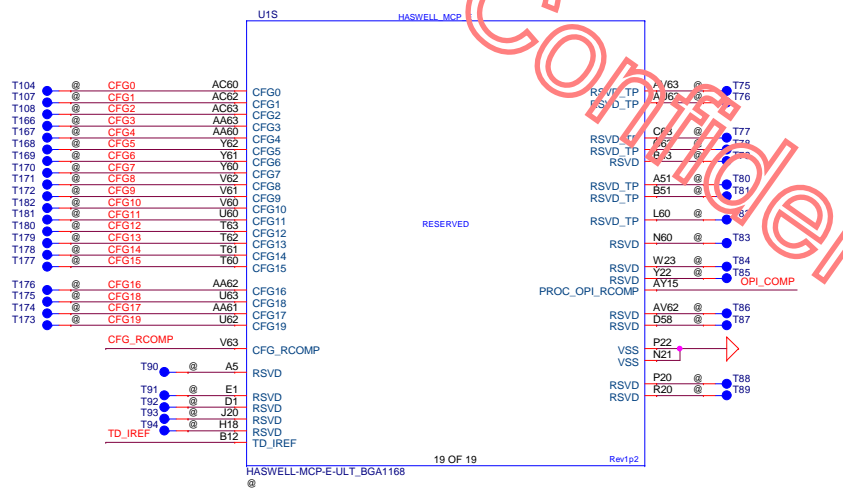 U1S
HASWELL_MCP
T104 @ CFG0 AC60 CFG0
T107 @ CFG1 AC62 CFG1
T108 @ CFG2 AC63 CFG2
T166 @ CFG3 AA63 CFG3
T167 @ CFG4 AA60 CFG4
T168 @ CFG5 Y62 CFG5
T169 @ CFG6 Y61 CFG6
T170 @ CFG7 Y60 CFG7
T171 @ CFG8 V62 CFG8
T172 @ CFG9 V61 CFG9
T182 @ CFG10 V60 CFG10
T181 @ CFG11 U60 CFG11
T180 @ CFG12 T63 CFG12
T179 @ CFG13 T62 CFG13
T178 @ CFG14 T61 CFG14
T177 @ CFG15 T60 CFG15
T176 @ CFG16 AA62 CFG16
T175 @ CFG18 U63 CFG18
T174 @ CFG17 AA61 CFG17
T173 @ CFG19 U62 CFG19
CFG_RCOMP V63 CFG_RCOMP
T90 @ A5 RSVD
T91 @ E1 RSVD
T92 @ D1 RSVD
T93 @ J20 RSVD
T94 @ H18 RSVD
TD_IREF B12 TD_IREF
RESERVED
RSVD_TP AV63 @ T75
RSVD_TP AU63 @ T76
RSVD_TP C63 @ T77
RSVD_TP C62 @ T78
RSVD B43
RSVD_TP A51 @ T80
RSVD_TP B51 @ T81
RSVD_TP L60 @
RSVD N60 @ T83
RSVD W23 @ T84
RSVD Y22 @ T85
PROC_OPI_RCOMP AY15 OPI_COMP
RSVD AV62 @ T86
RSVD D58 @ T87
VSS P22
VSS N21
RSVD P20 @ T88
RSVD R20 @ T89
19 OF 19
Rev1p2
HASWELL-MCP-E-ULT_BGA1168
@